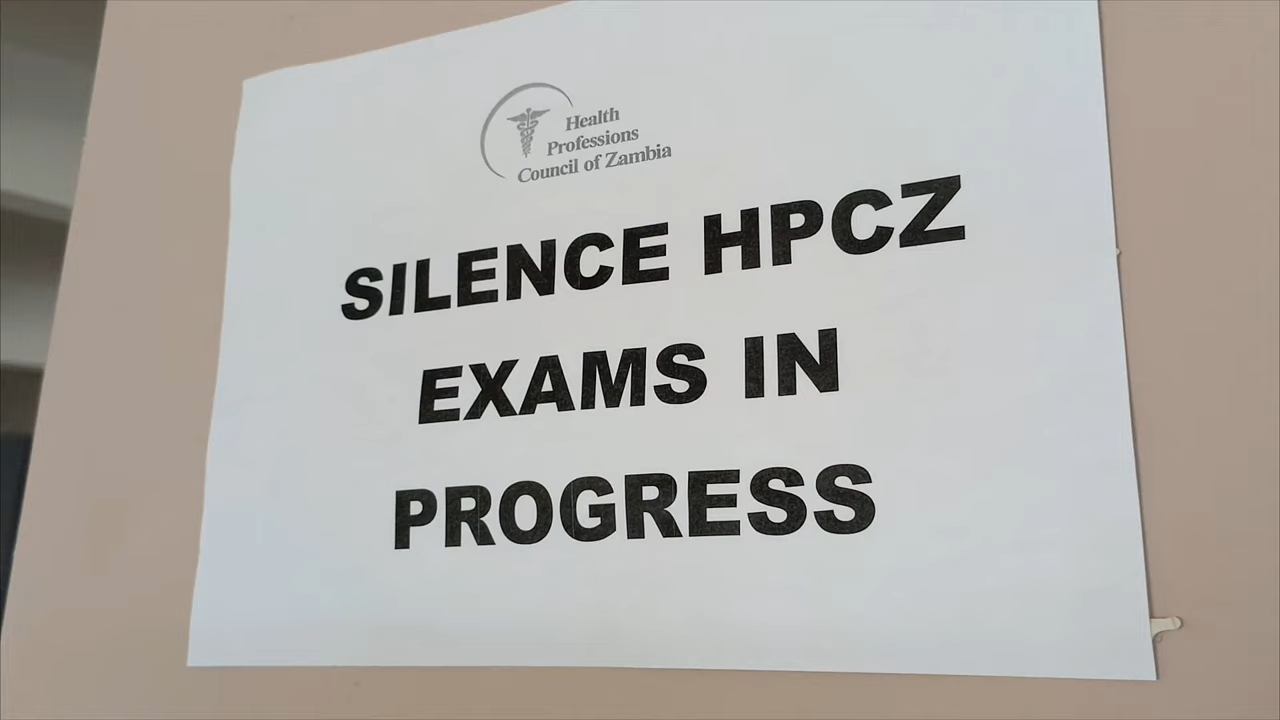 Health
Professions
Council of Zambia
SILENCE HPCZ
EXAMS IN
PROGRESS